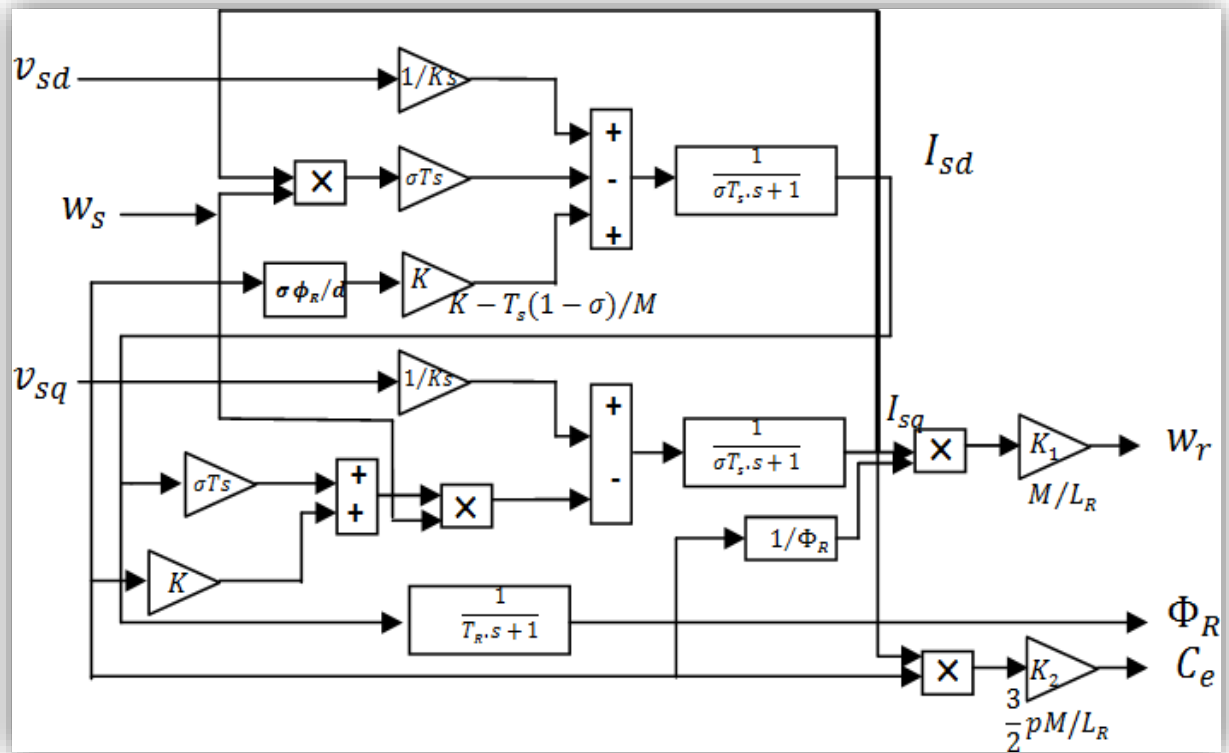 v_sd
1/Ks
+
-
+
×
σTs
1
σT_s.s + 1
I_sd
w_s
σϕ_R/d
K
K − T_s(1 − σ)/M
v_sq
1/Ks
+
-
1
σT_s.s + 1
I_sq
×
K_1
w_r
M/L_R
σTs
+
+
×
1/Φ_R
K
1
T_R.s + 1
Φ_R
×
K_2
C_e
3
2
pM/L_R